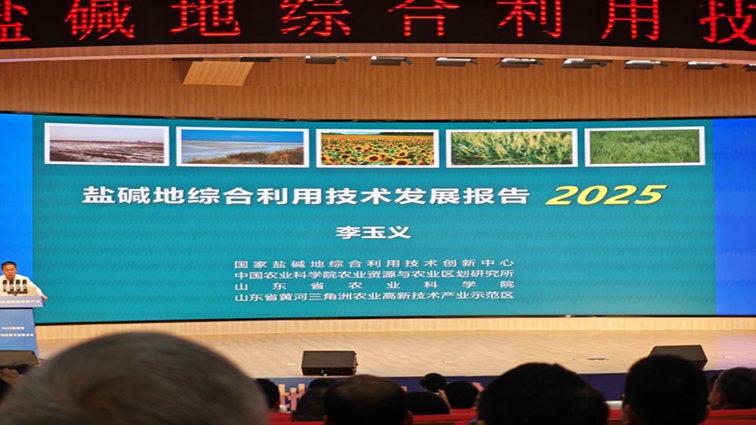 盐碱地综合利用技
盐碱地综合利用技术发展报告 2025
李玉义
国家盐碱地综合利用技术创新中心
中国农业科学院农业资源与农业区划研究所
山东省农业科学院
山东省黄河三角洲农业高新技术产业示范区